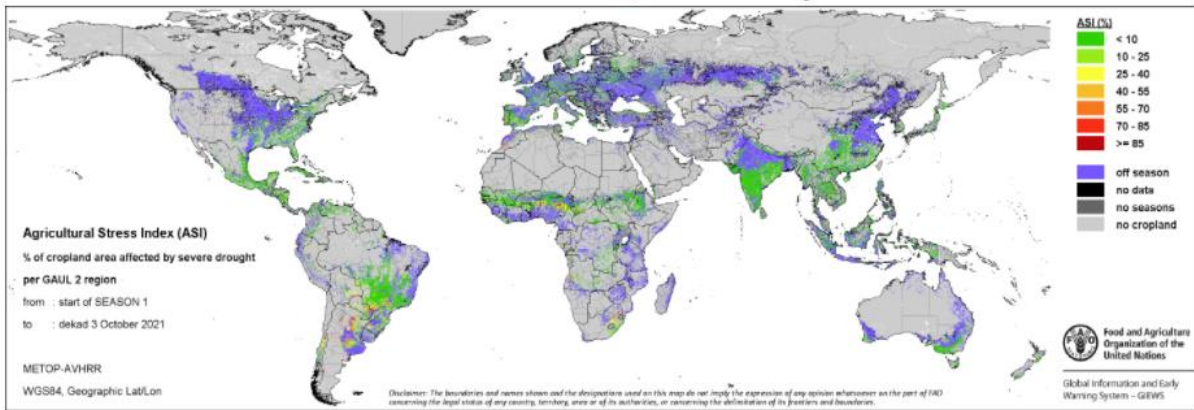 ASI (%)
< 10
10 - 25
25 - 40
40 - 55
55 - 70
70 - 85
>= 85
off season
no data
no seasons
no cropland
Agricultural Stress Index (ASI)
% of cropland area affected by severe drought
per GAUL 2 region
from : start of SEASON 1
to : dekad 3 October 2021
METOP-AVHRR
WGS84, Geographic Lat/Lon
Disclaimer: The boundaries and names shown and the designations used on this map do not imply the expression of any opinion whatsoever on the part of FAO
concerning the legal status of any country, territory, area or of its authorities, or concerning the delimitation of its frontiers and boundaries.
Food and Agriculture
Organization of the
United Nations
Global Information and Early
Warning System – GIEWS